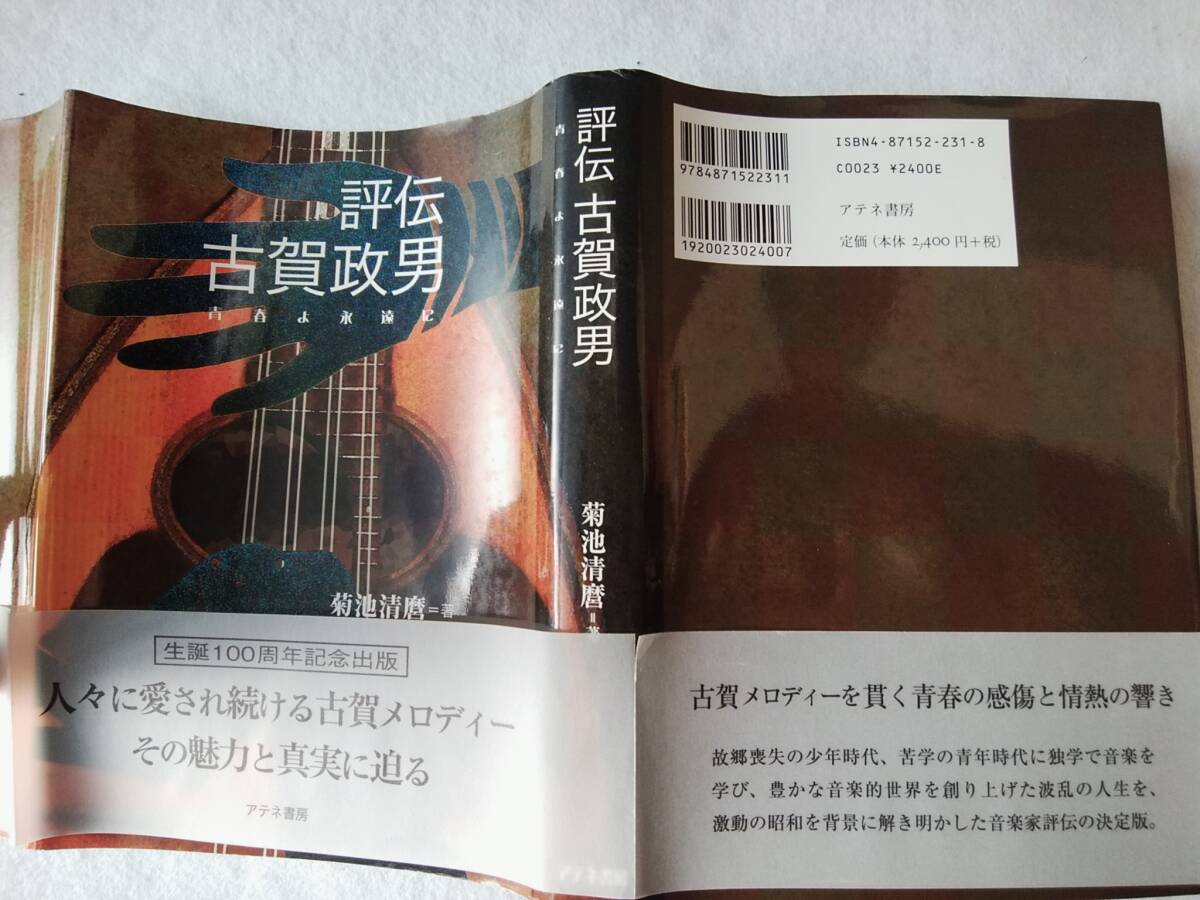 評伝
古賀政男
青春よ永遠に
菊池清麿=著
生誕100周年記念出版
人々に愛され続ける古賀メロディー
その魅力と真実に迫る
アテネ書房
評伝 古賀政男
青春よ永遠に
菊池清麿=著
アテネ書房
9784871522311
1920023024007
ISBN4-87152-231-8
C0023 ¥2400E
アテネ書房
定価(本体 2,400円+税)
古賀メロディーを貫く青春の感傷と情熱の響き
故郷喪失の少年時代、苦学の青年時代に独学で音楽を
学び、豊かな音楽的世界を創り上げた波乱の人生を、
激動の昭和を背景に解き明かした音楽家評伝の決定版。